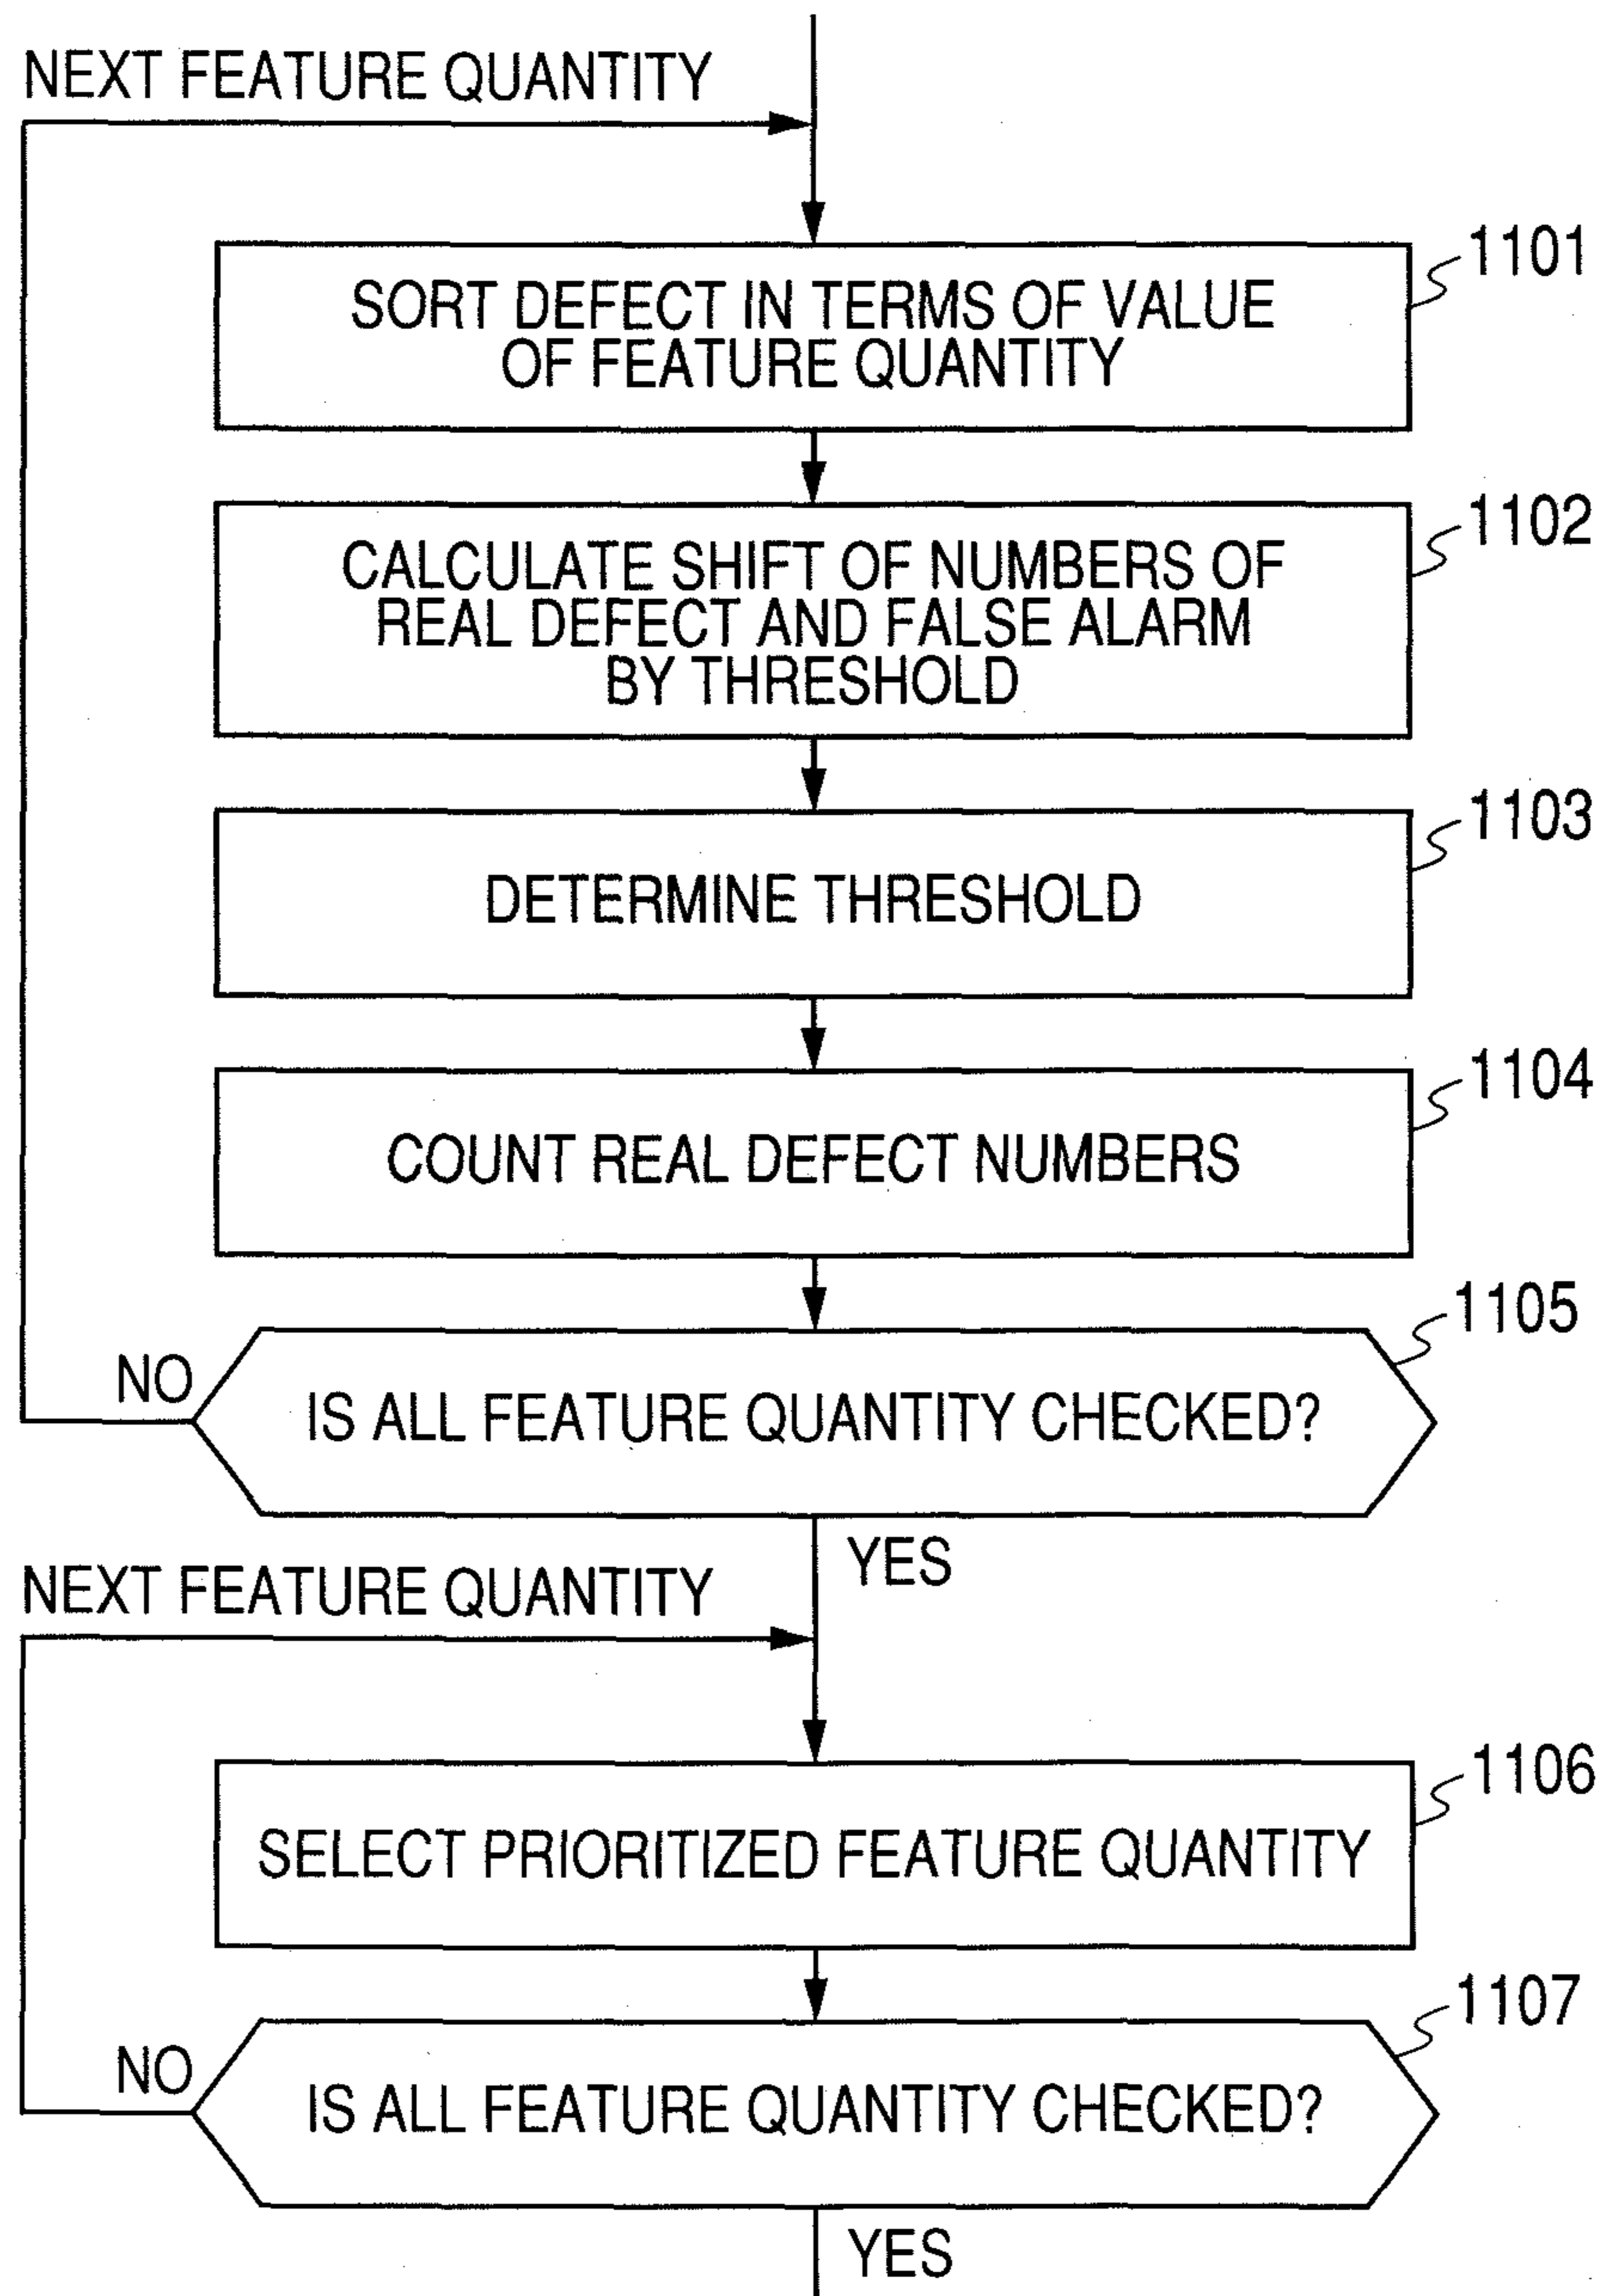 NEXT FEATURE QUANTITY
1101
SORT DEFECT IN TERMS OF VALUE
OF FEATURE QUANTITY
1102
CALCULATE SHIFT OF NUMBERS OF
REAL DEFECT AND FALSE ALARM
BY THRESHOLD
1103
DETERMINE THRESHOLD
1104
COUNT REAL DEFECT NUMBERS
1105
NO
IS ALL FEATURE QUANTITY CHECKED?
YES
NEXT FEATURE QUANTITY
1106
SELECT PRIORITIZED FEATURE QUANTITY
1107
NO
IS ALL FEATURE QUANTITY CHECKED?
YES